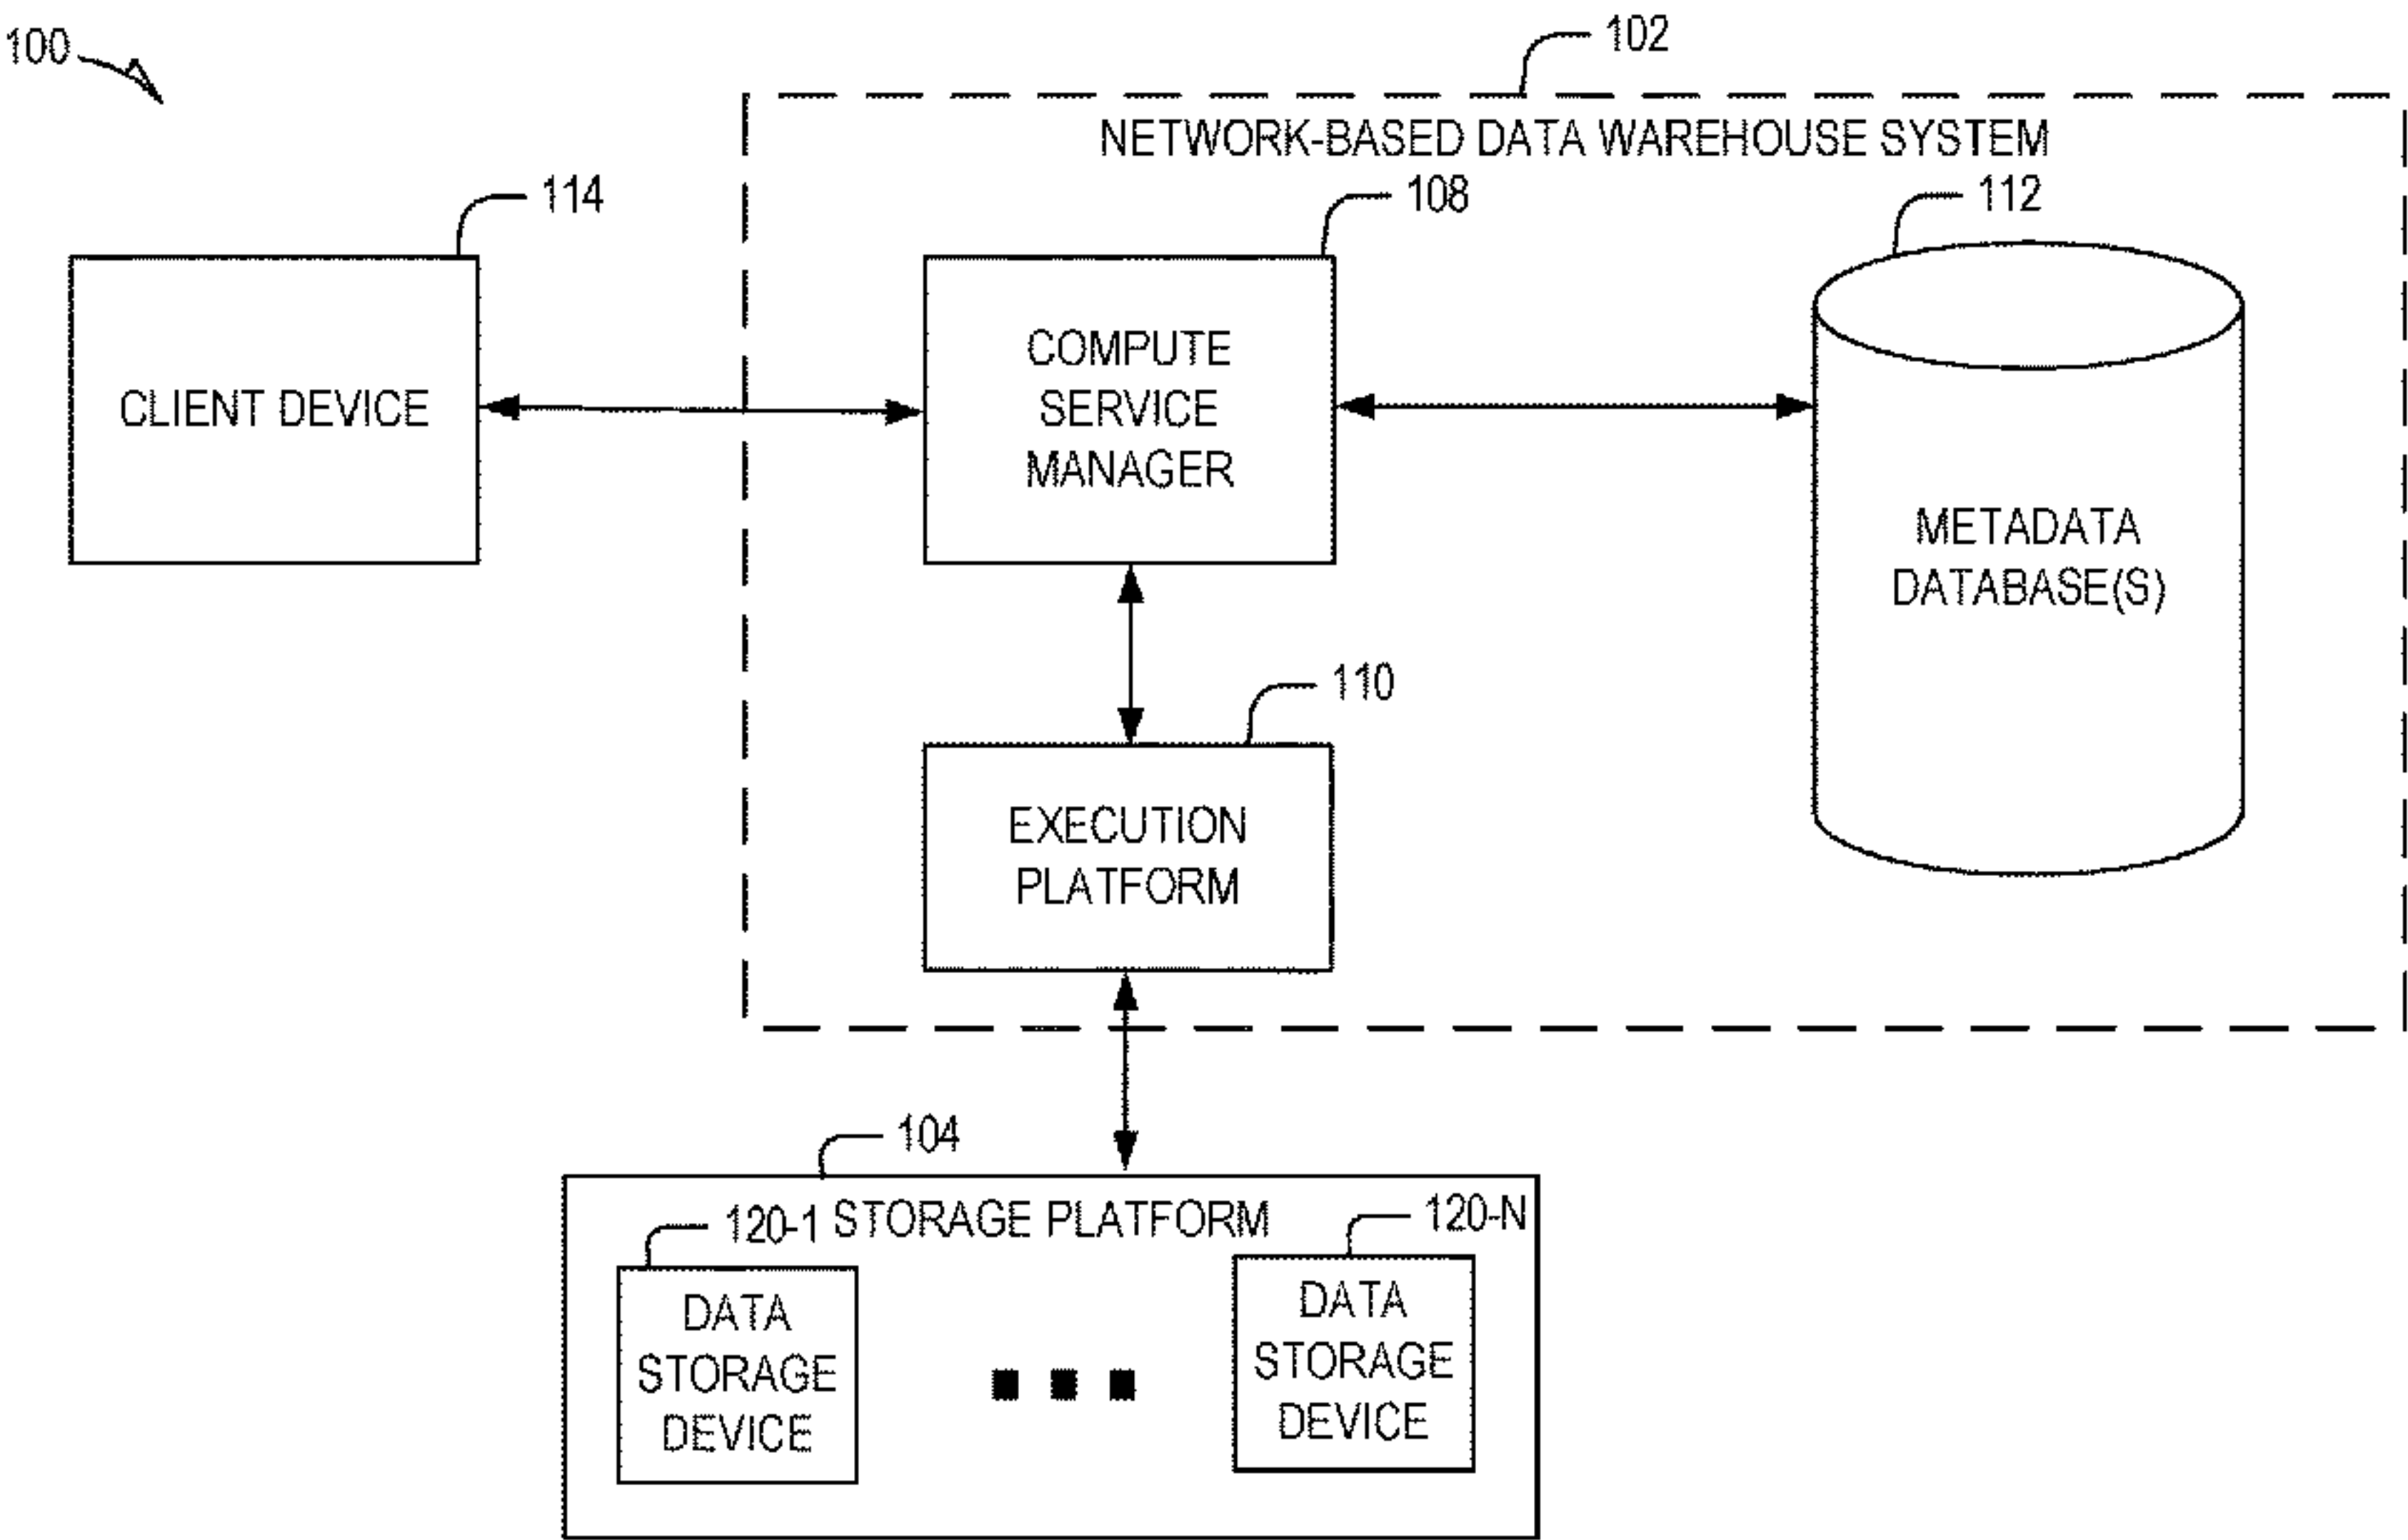 100
102
NETWORK-BASED DATA WAREHOUSE SYSTEM
114
108
112
CLIENT DEVICE
COMPUTE
SERVICE
MANAGER
METADATA
DATABASE(S)
110
EXECUTION
PLATFORM
104
STORAGE PLATFORM
120-1
120-N
DATA
STORAGE
DEVICE
DATA
STORAGE
DEVICE